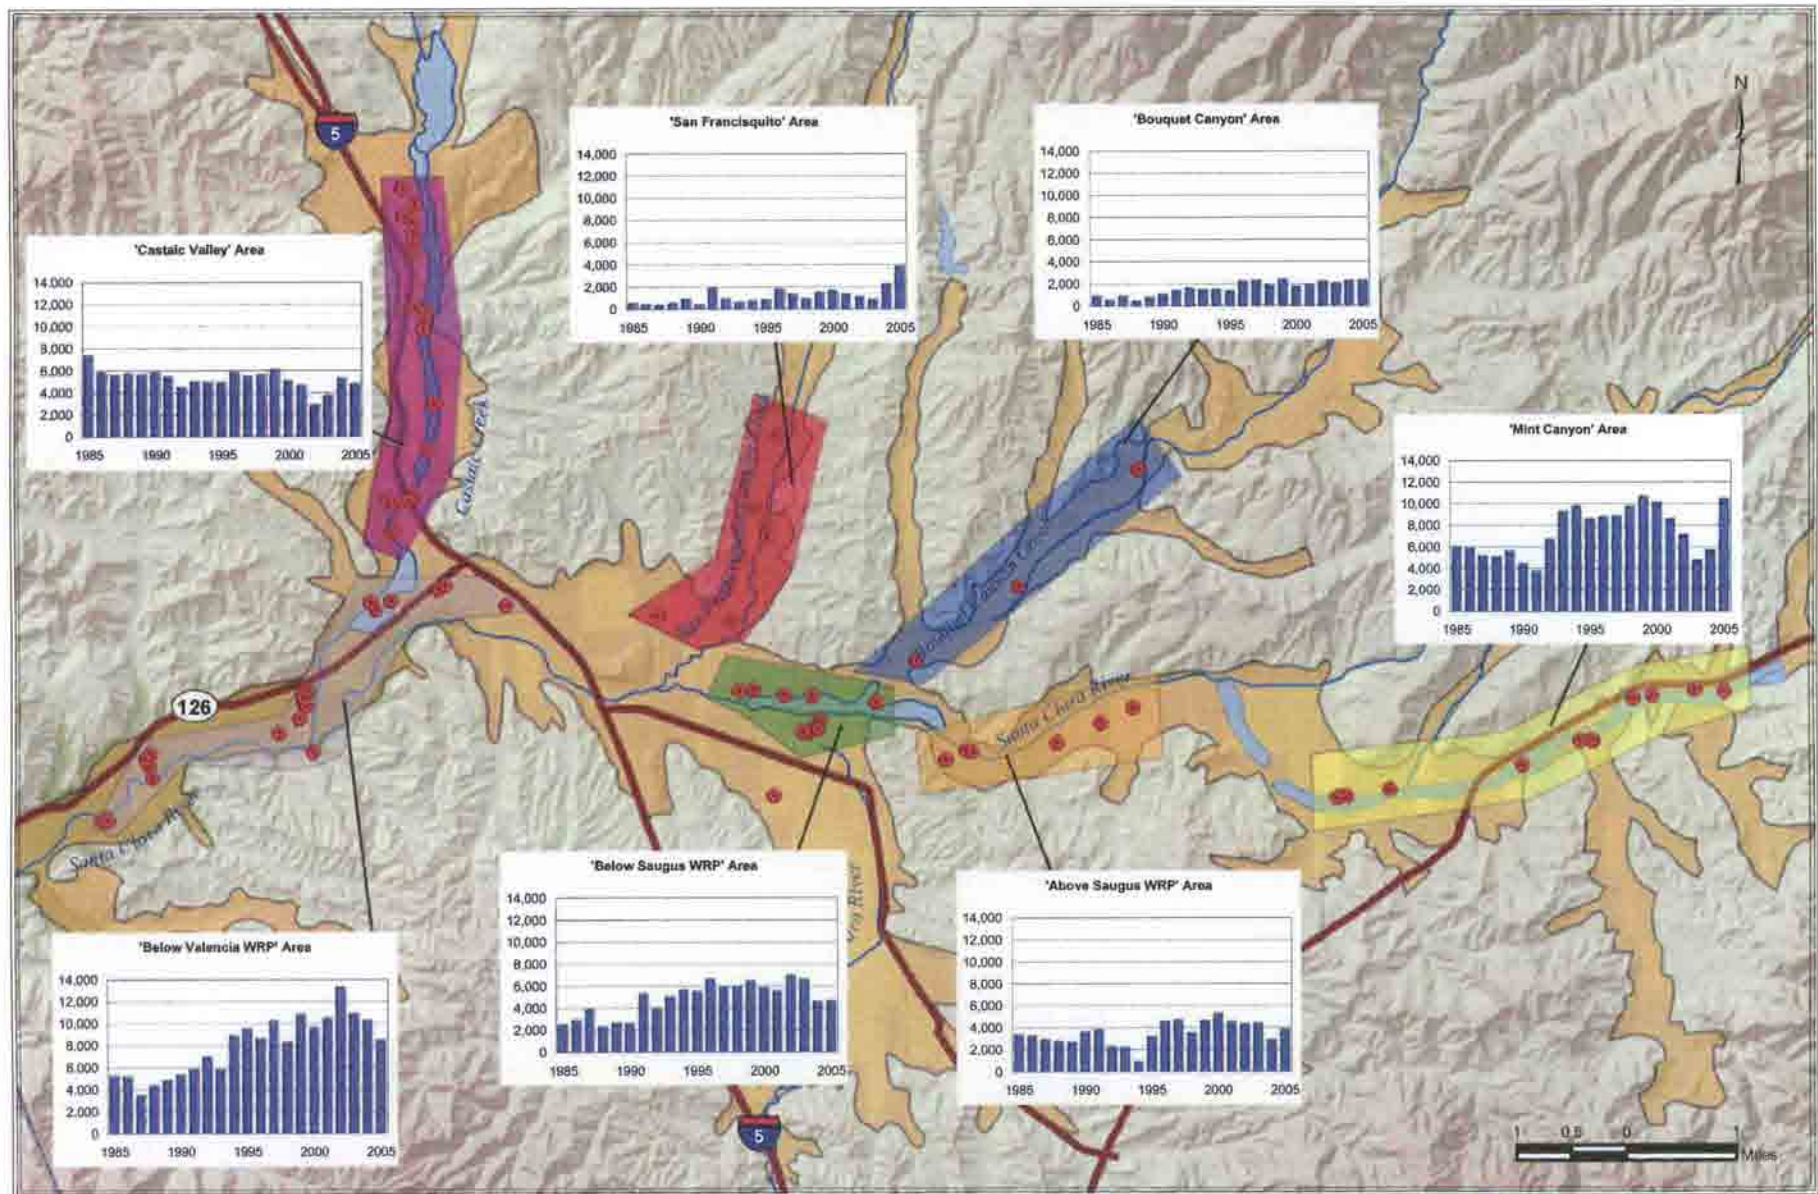 N
5
'San Francisquito' Area
14,000
12,000
10,000
8,000
6,000
4,000
2,000
0
1985 1990 1995 2000 2005
'Bouquet Canyon' Area
14,000
12,000
10,000
8,000
6,000
4,000
2,000
0
1985 1990 1995 2000 2005
'Castaic Valley' Area
14,000
12,000
10,000
8,000
6,000
4,000
2,000
0
1985 1990 1995 2000 2005
Castaic Creek
'Mint Canyon' Area
14,000
12,000
10,000
8,000
6,000
4,000
2,000
0
1985 1990 1995 2000 2005
126
Santa Clara River
Santa Clara
River
'Below Valencia WRP' Area
14,000
12,000
10,000
8,000
6,000
4,000
2,000
0
1985 1990 1995 2000 2005
'Below Saugus WRP' Area
14,000
12,000
10,000
8,000
6,000
4,000
2,000
0
1985 1990 1995 2000 2005
'Above Saugus WRP' Area
14,000
12,000
10,000
8,000
6,000
4,000
2,000
0
1985 1990 1995 2000 2005
5
1 0.5 0 1
Miles